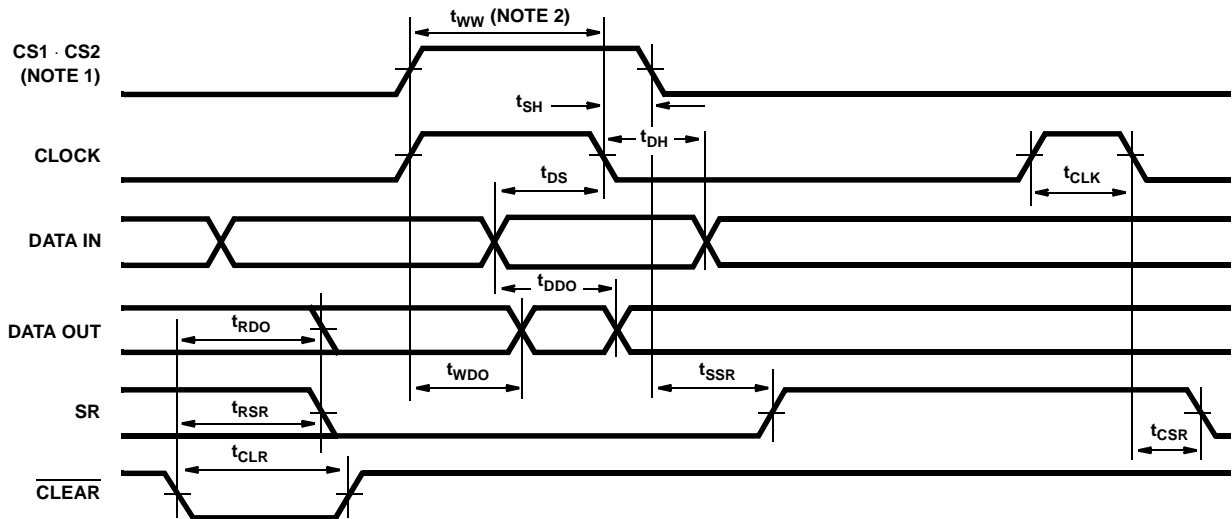 tWW (NOTE 2)
CS1 · CS2
(NOTE 1)
tSH
tDH
CLOCK
tDS
tCLK
DATA IN
tDDO
DATA OUT
tRDO
tWDO
tSSR
SR
tRSR
tCSR
tCLR
CLEAR